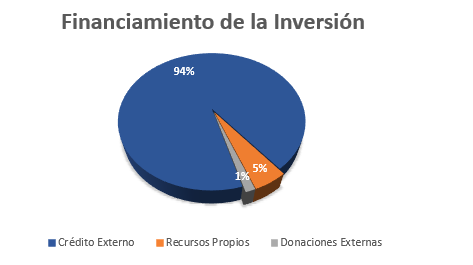 Financiamiento de la Inversión
94%
5%
1%
Crédito Externo
Recursos Propios
Donaciones Externas